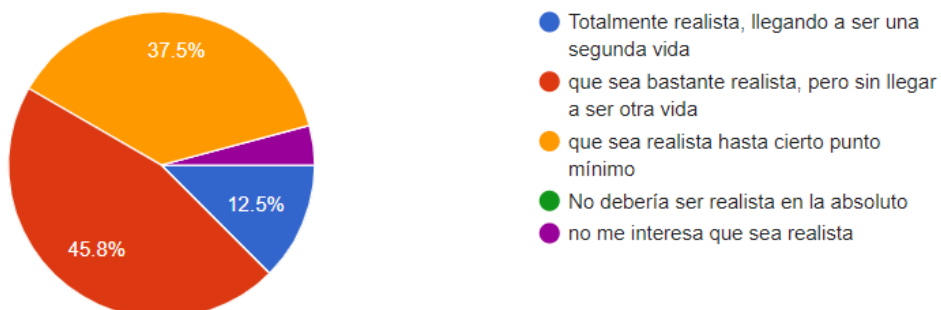 37.5%
12.5%
45.8%
Totalmente realista, llegando a ser una
segunda vida
que sea bastante realista, pero sin llegar
a ser otra vida
que sea realista hasta cierto punto
mínimo
No debería ser realista en la absoluto
no me interesa que sea realista